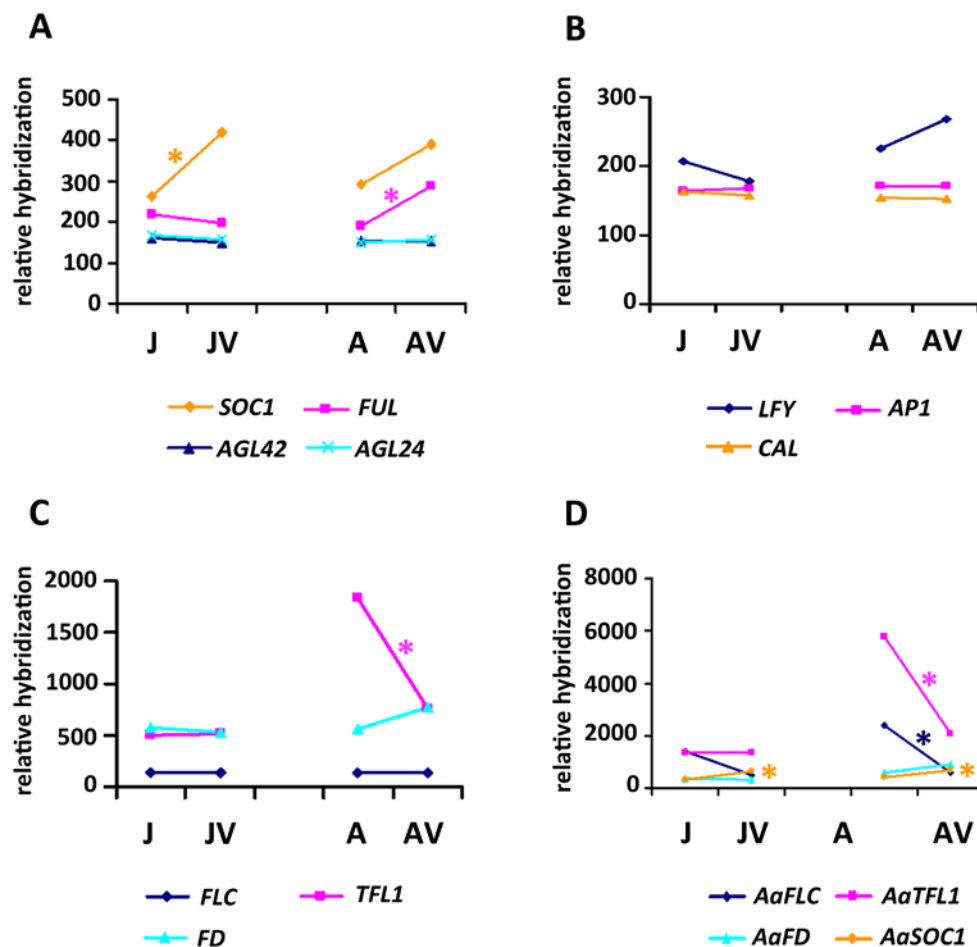 A
relative hybridization
500
400
300
200
100
0
*
*
J JV A AV
SOC1 FUL
AGL42 AGL24
B
relative hybridization
300
200
100
0
J JV A AV
LFY AP1
CAL
C
relative hybridization
2000
1500
1000
500
0
*
J JV A AV
FLC TFL1
FD
D
relative hybridization
8000
6000
4000
2000
0
*
*
* *
J JV A AV
AaFLC AaTFL1
AaFD AaSOC1